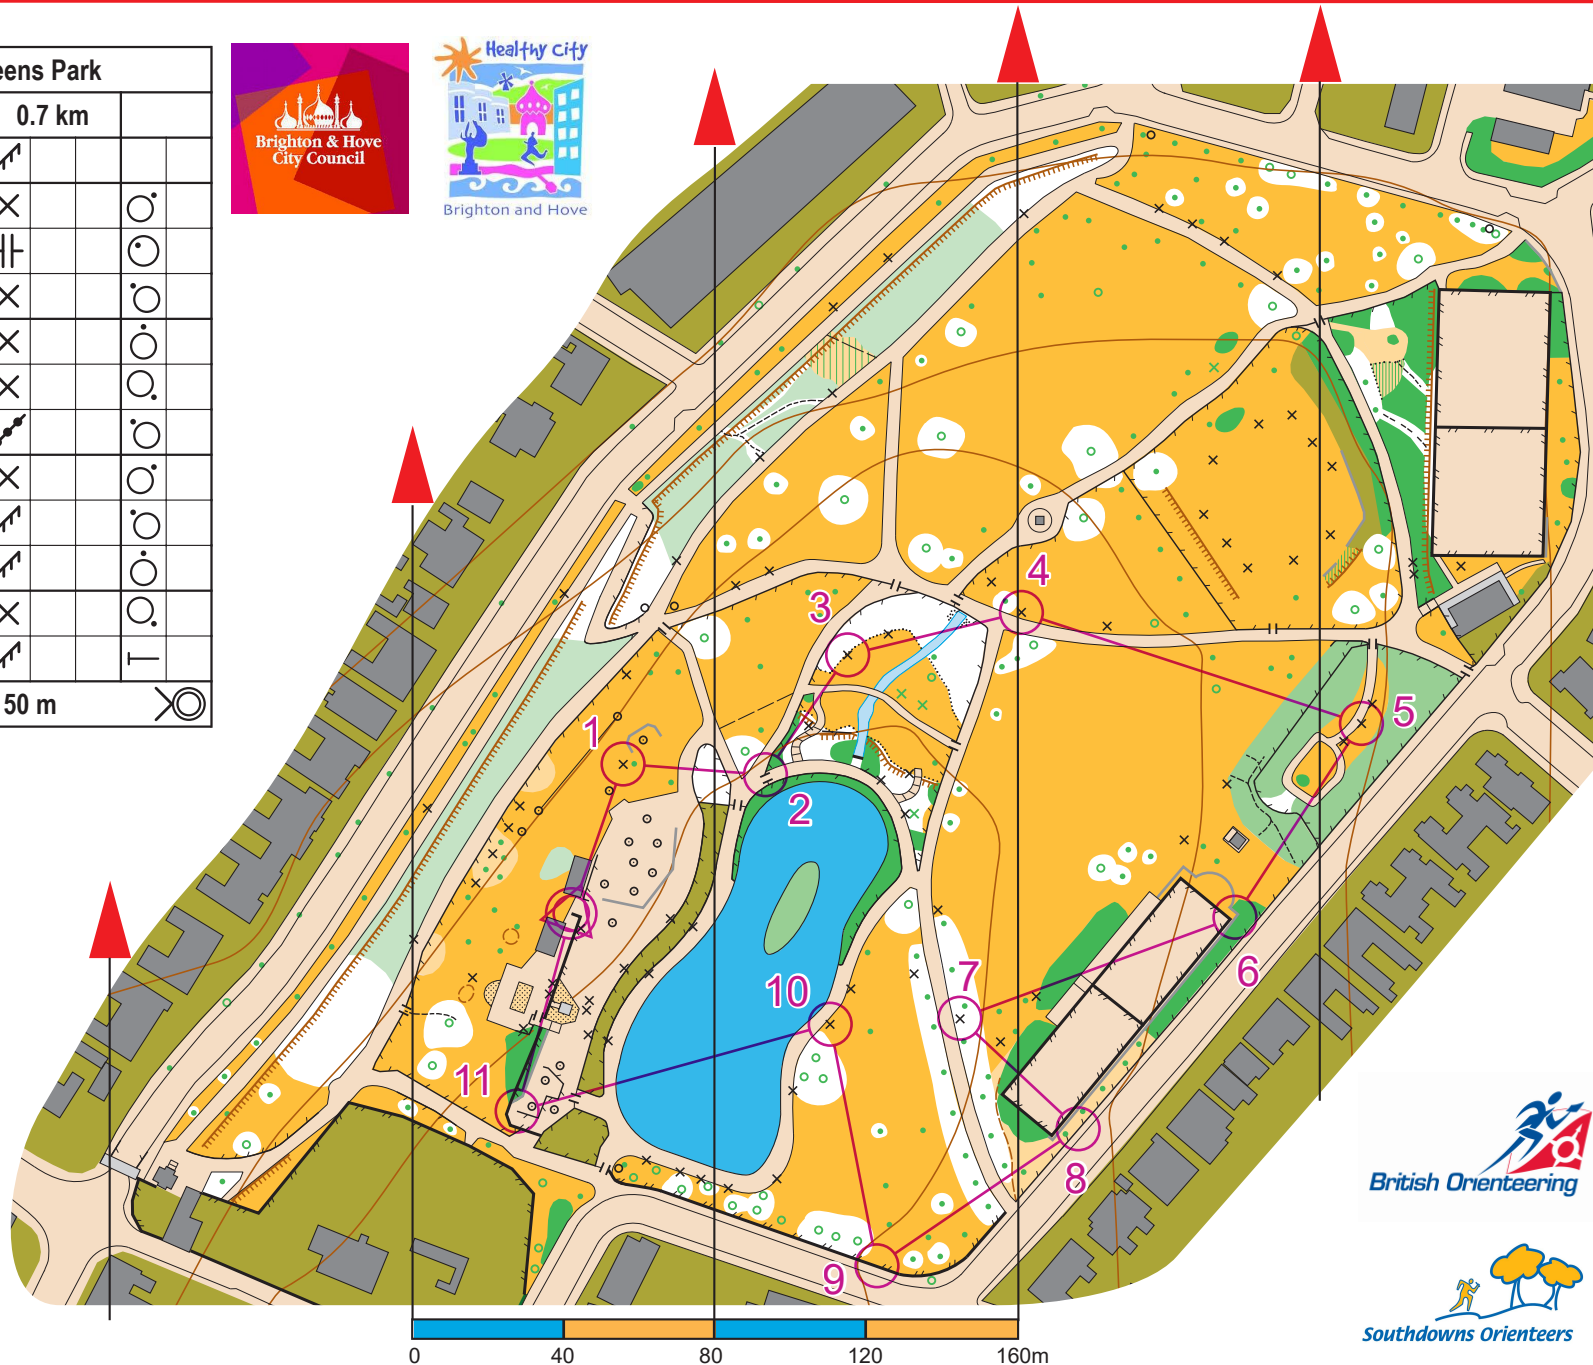 Park
0.7 km
50 m
Brighton & Hove
City Council
Healthy City
Brighton and Hove
1
2
3
4
5
6
7
8
9
10
11
0 40 80 120 160m
British Orienteering
Southdowns Orienteers